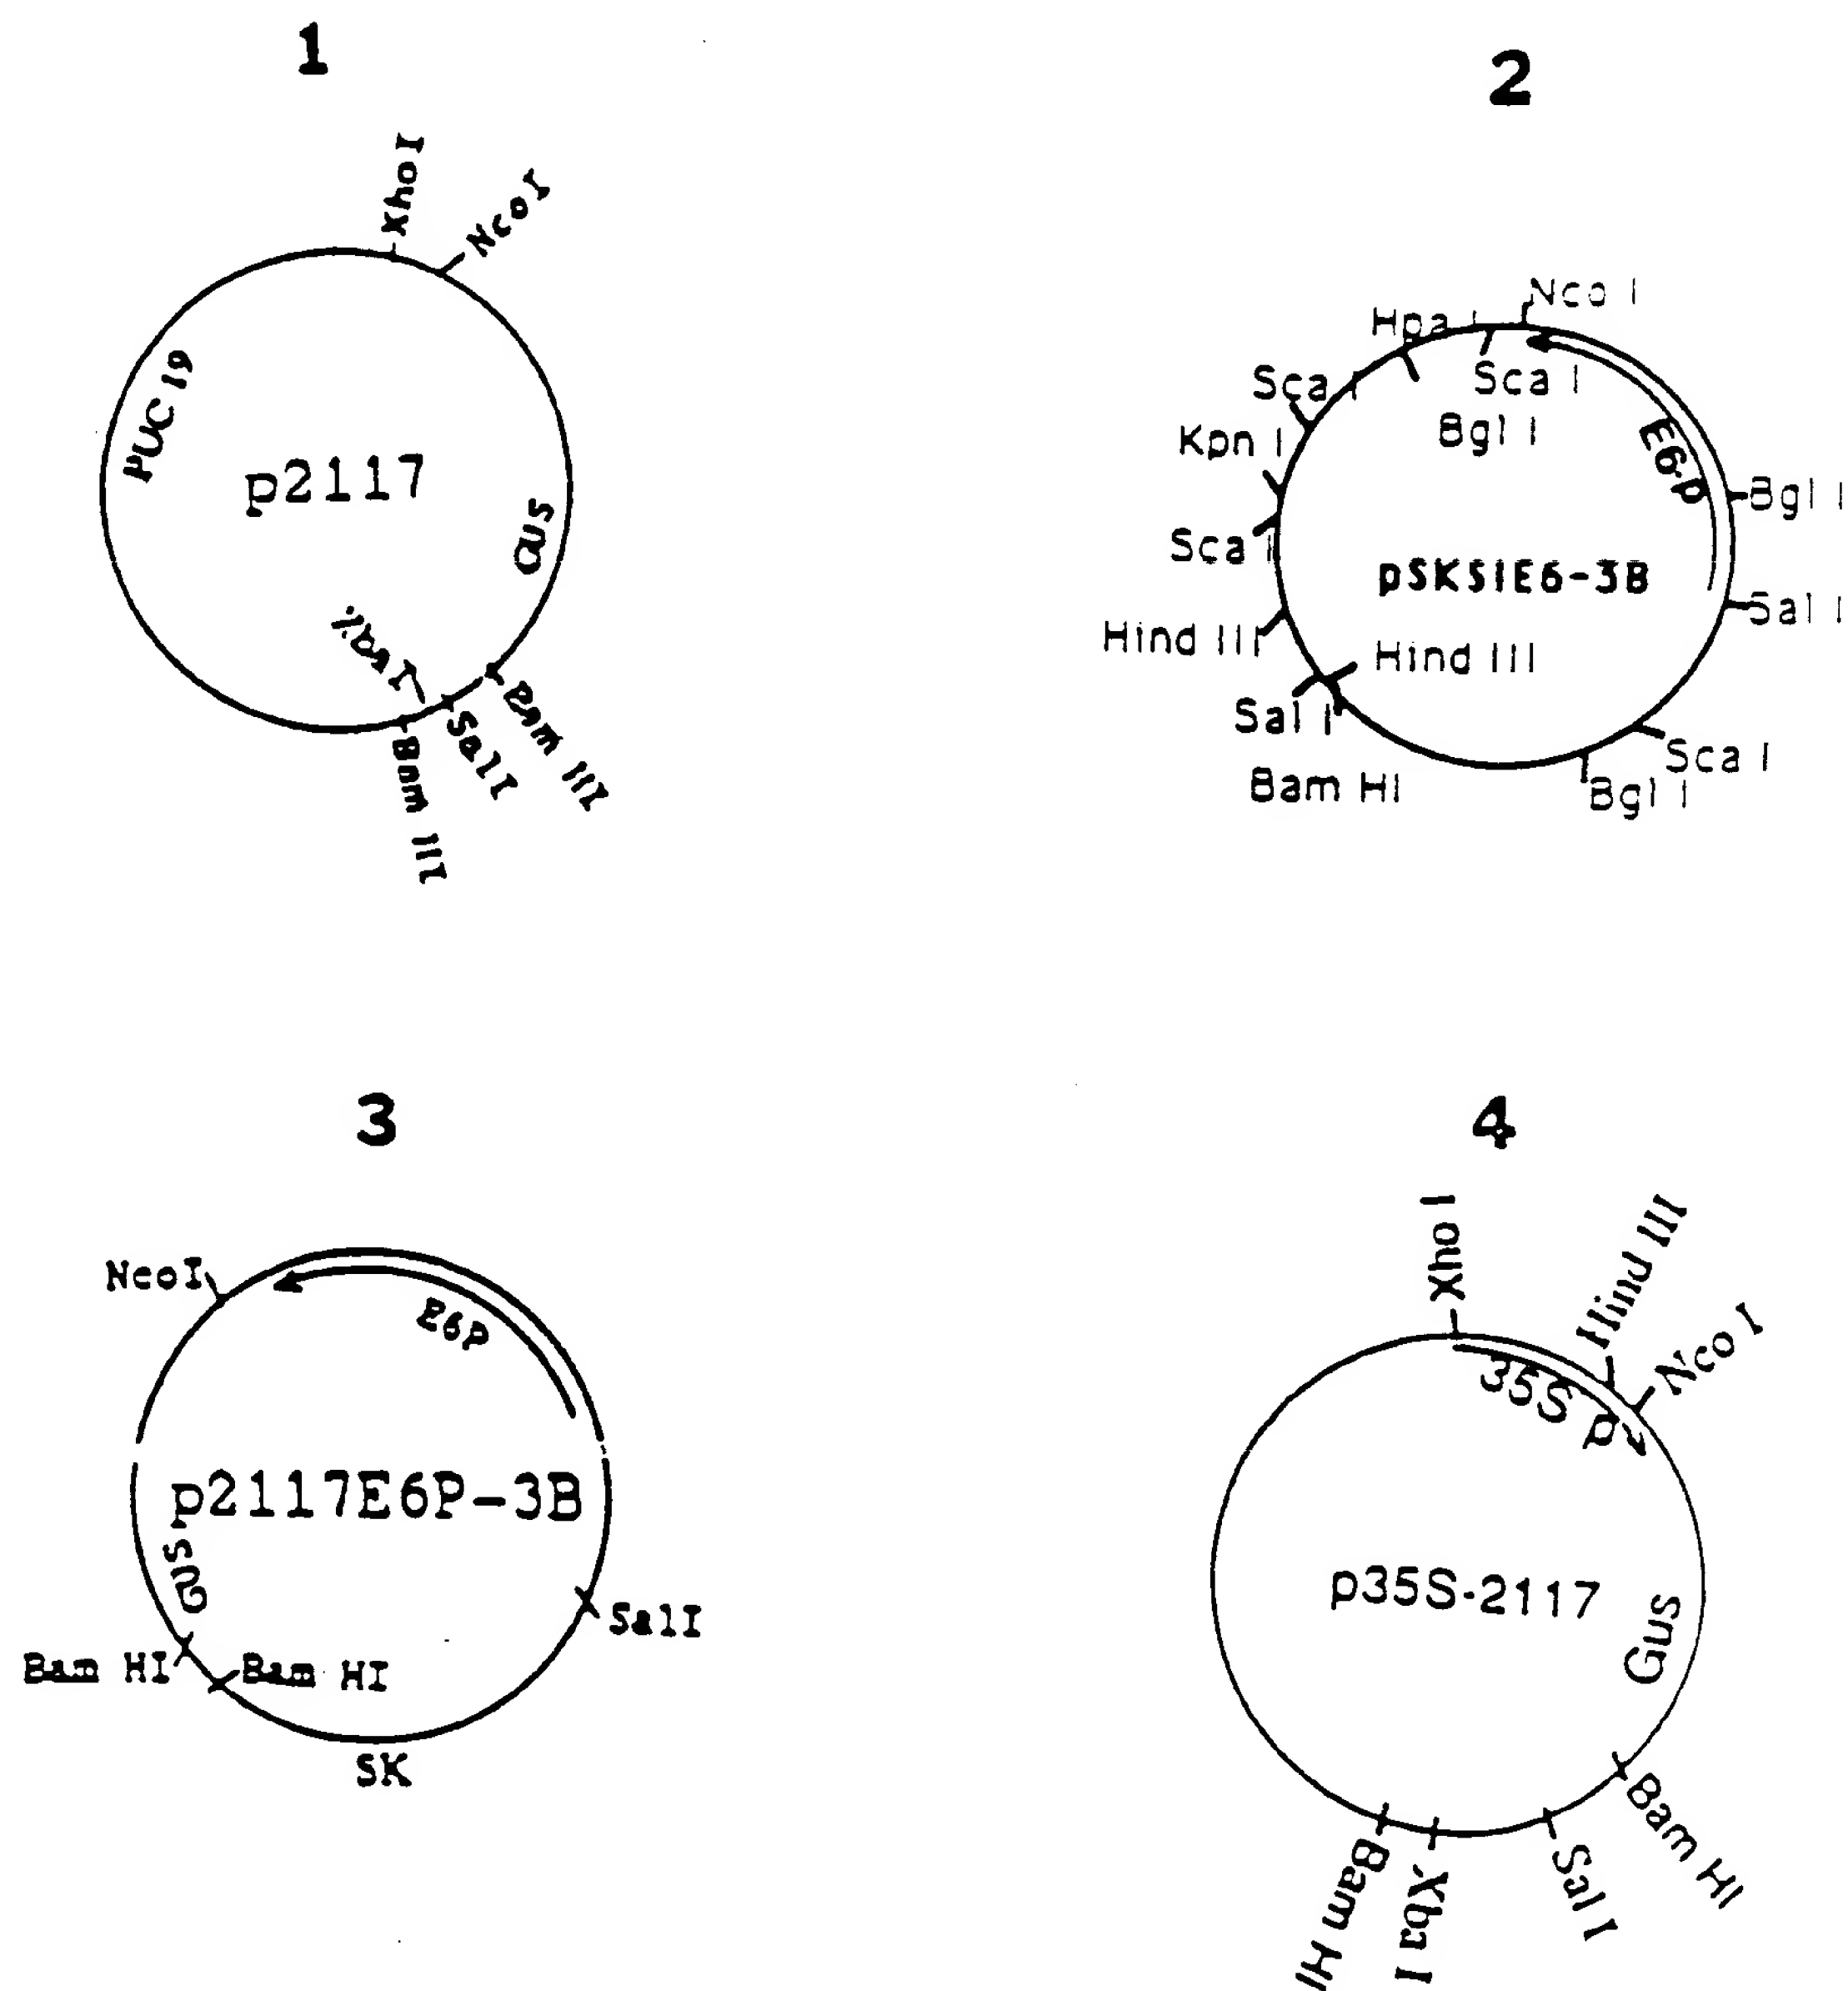 1
XhoI
NcoI
PUC 19
p2117
GUS
XbaI
Bam HI
SalI
Bam HI
2
Nco I
Hpa I
Sca I
Sca I
Bgl I
Kpn I
E6p
Bgl I
Sca I
pSKSIE6-3B
Sal I
Hind III
Hind III
Sal I
Sca I
Bam HI
Bgl I
3
NcoI
E6P
p2117E6P-3B
GUS
SalI
Bam HI
Bam HI
SK
4
Xho I
Hind III
Nco I
35S p
p35S-2117
Gus
Bam HI
Sal I
Xba I
Bam HI